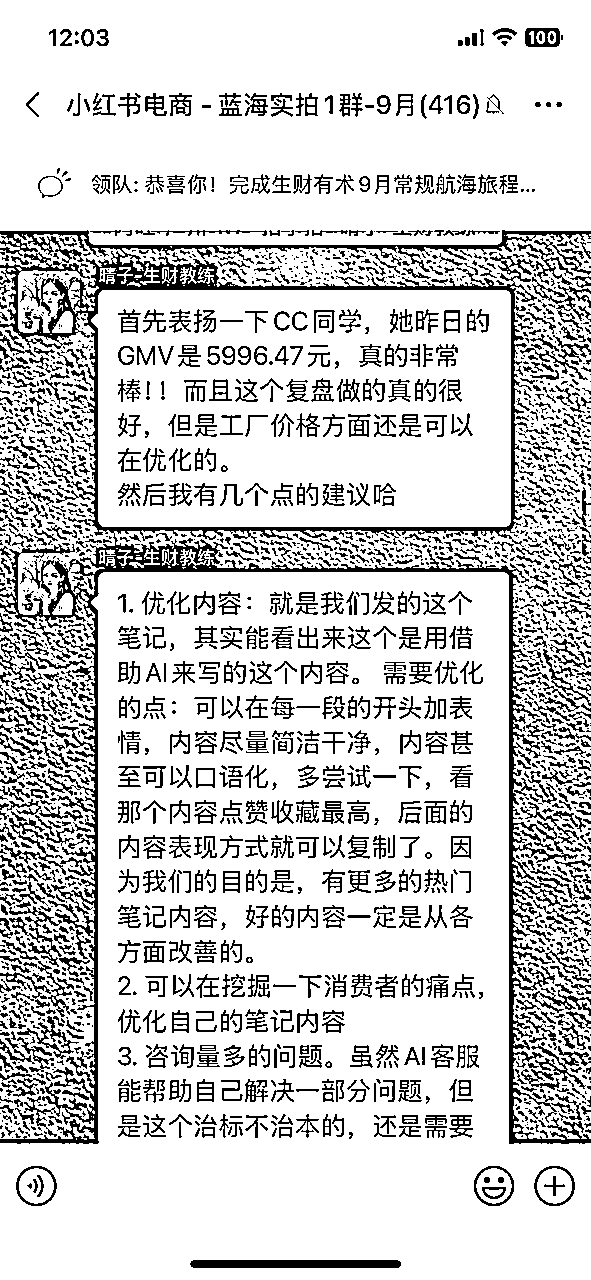 12:03
100
小红书电商 - 蓝海实拍1群-9月(416)
领队: 恭喜你！完成生财有术9月常规航海旅程...
晴子-生财教练
首先表扬一下CC同学，她昨日的
GMV是5996.47元，真的非常
棒!！而且这个复盘做的真的很
好，但是工厂价格方面还是可以
在优化的。
然后我有几个点的建议哈
晴子-生财教练
1. 优化内容：就是我们发的这个
笔记，其实能看出来这个是用借
助AI来写的这个内容。 需要优化
的点：可以在每一段的开头加表
情，内容尽量简洁干净，内容甚
至可以口语化，多尝试一下，看
那个内容点赞收藏最高，后面的
内容表现方式就可以复制了。因
为我们的目的是，有更多的热门
笔记内容，好的内容一定是从各
方面改善的。
2. 可以在挖掘一下消费者的痛点，
优化自己的笔记内容
3. 咨询量多的问题。虽然AI客服
能帮助自己解决一部分问题，但
是这个治标不治本的，还是需要